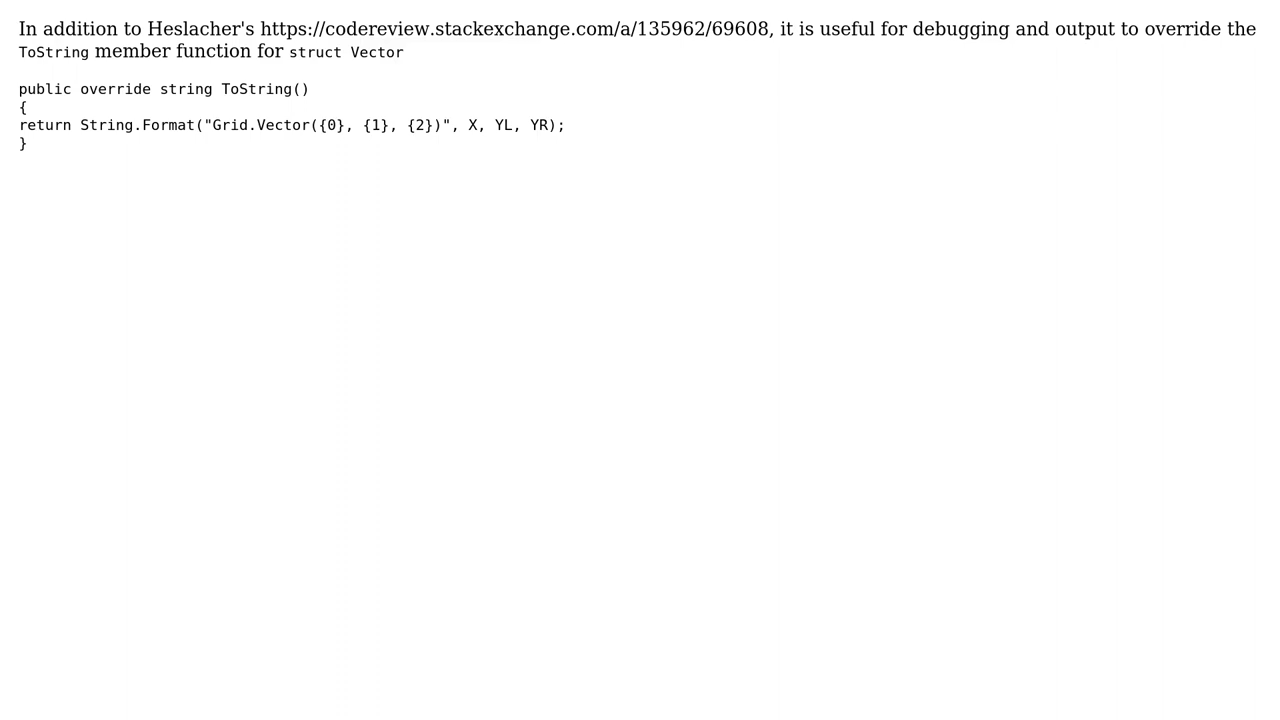 In addition to Heslacher's https://codereview.stackexchange.com/a/135962/69608, it is useful for debugging and output to override the
ToString member function for struct Vector
public override string ToString()
{
return String.Format("Grid.Vector({0}, {1}, {2})", X, YL, YR);
}